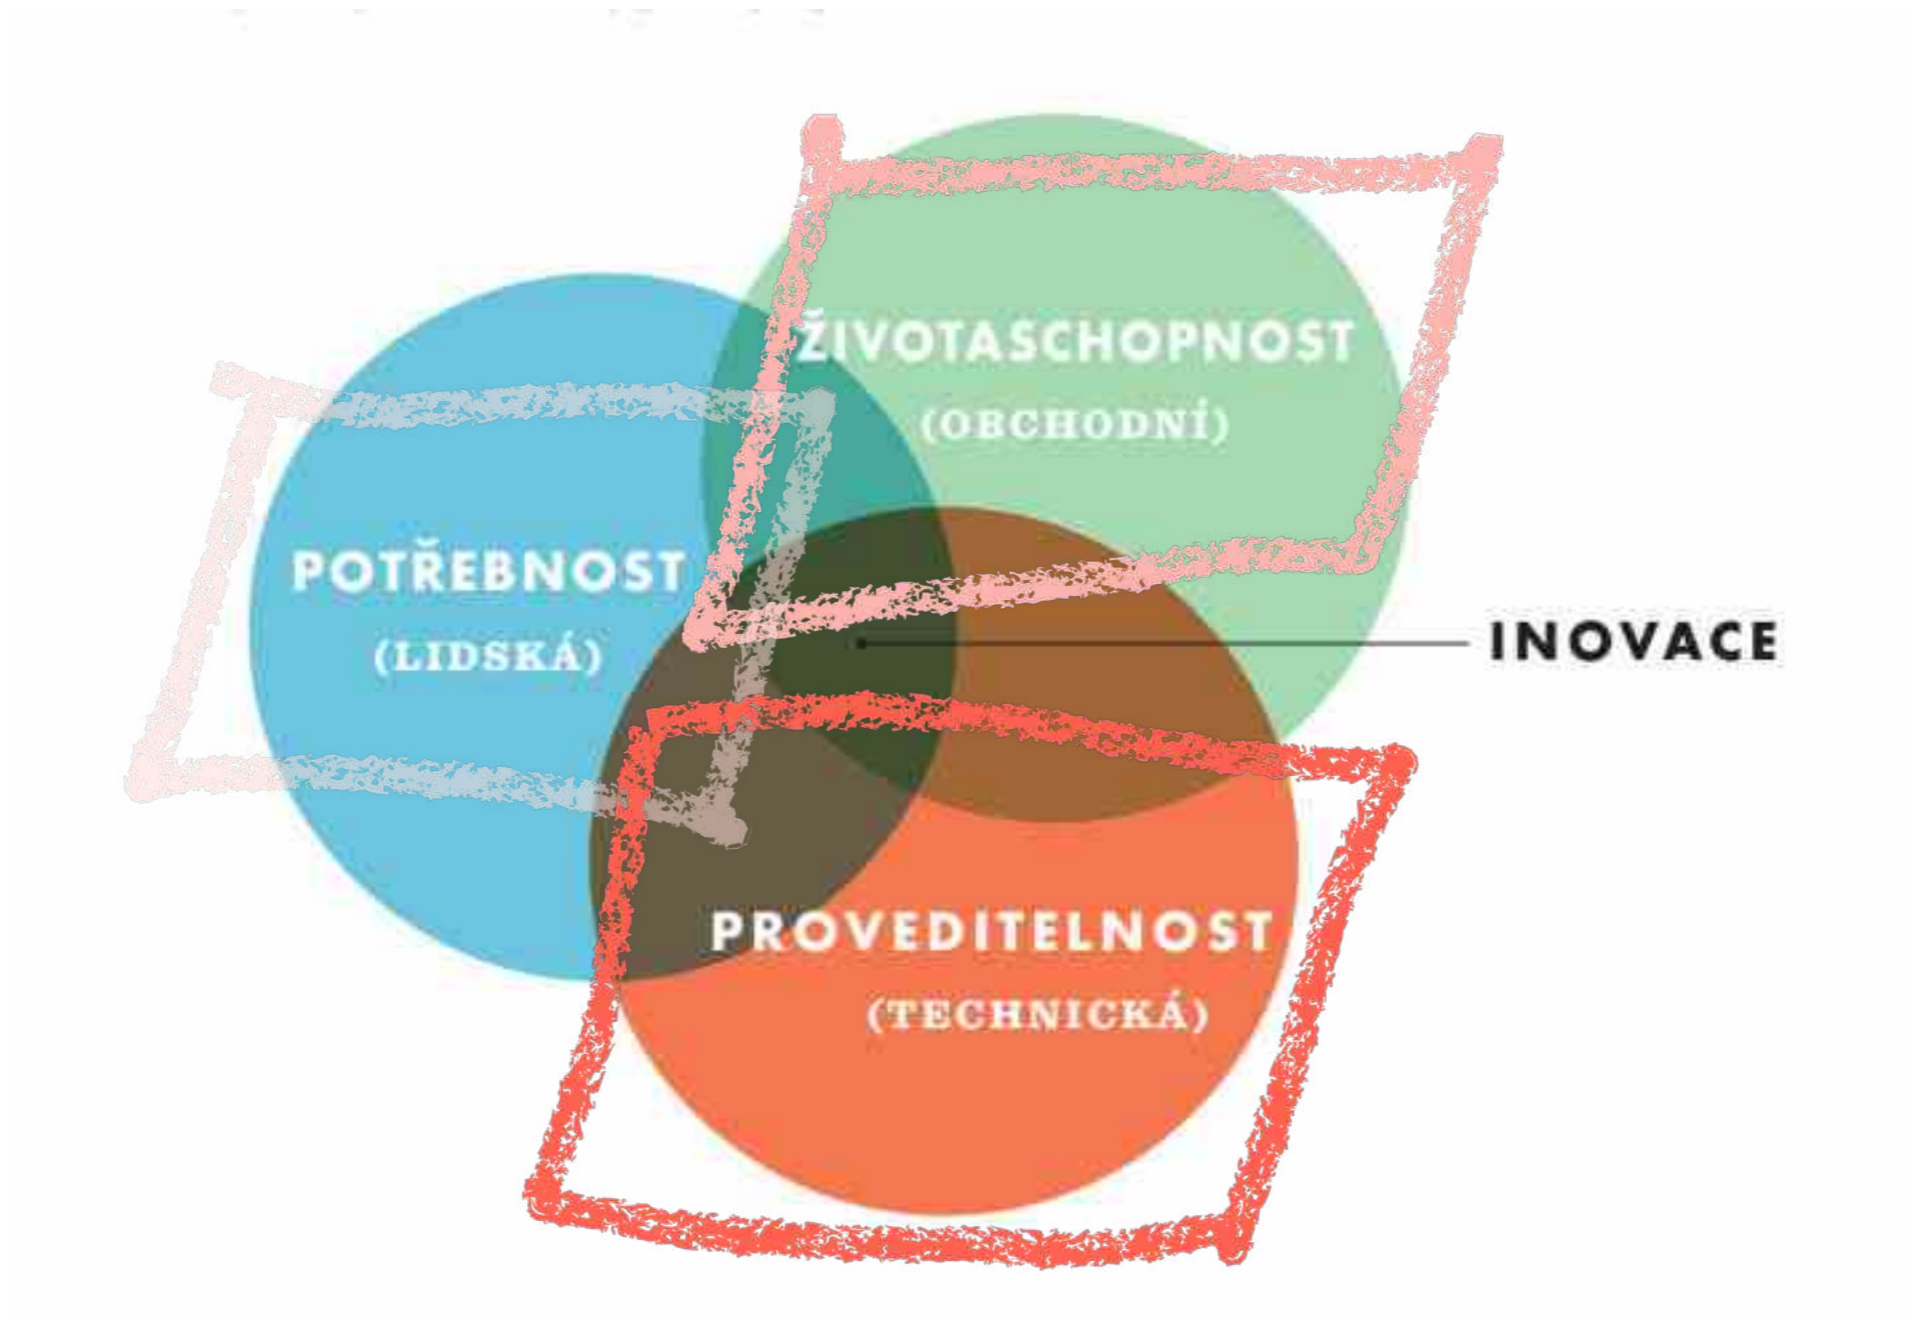 ŽIVOTASCHOPNOST
(OBCHODNÍ)
POTŘEBNOST
(LIDSKÁ)
INOVACE
PROVEDITELNOST
(TECHNICKÁ)